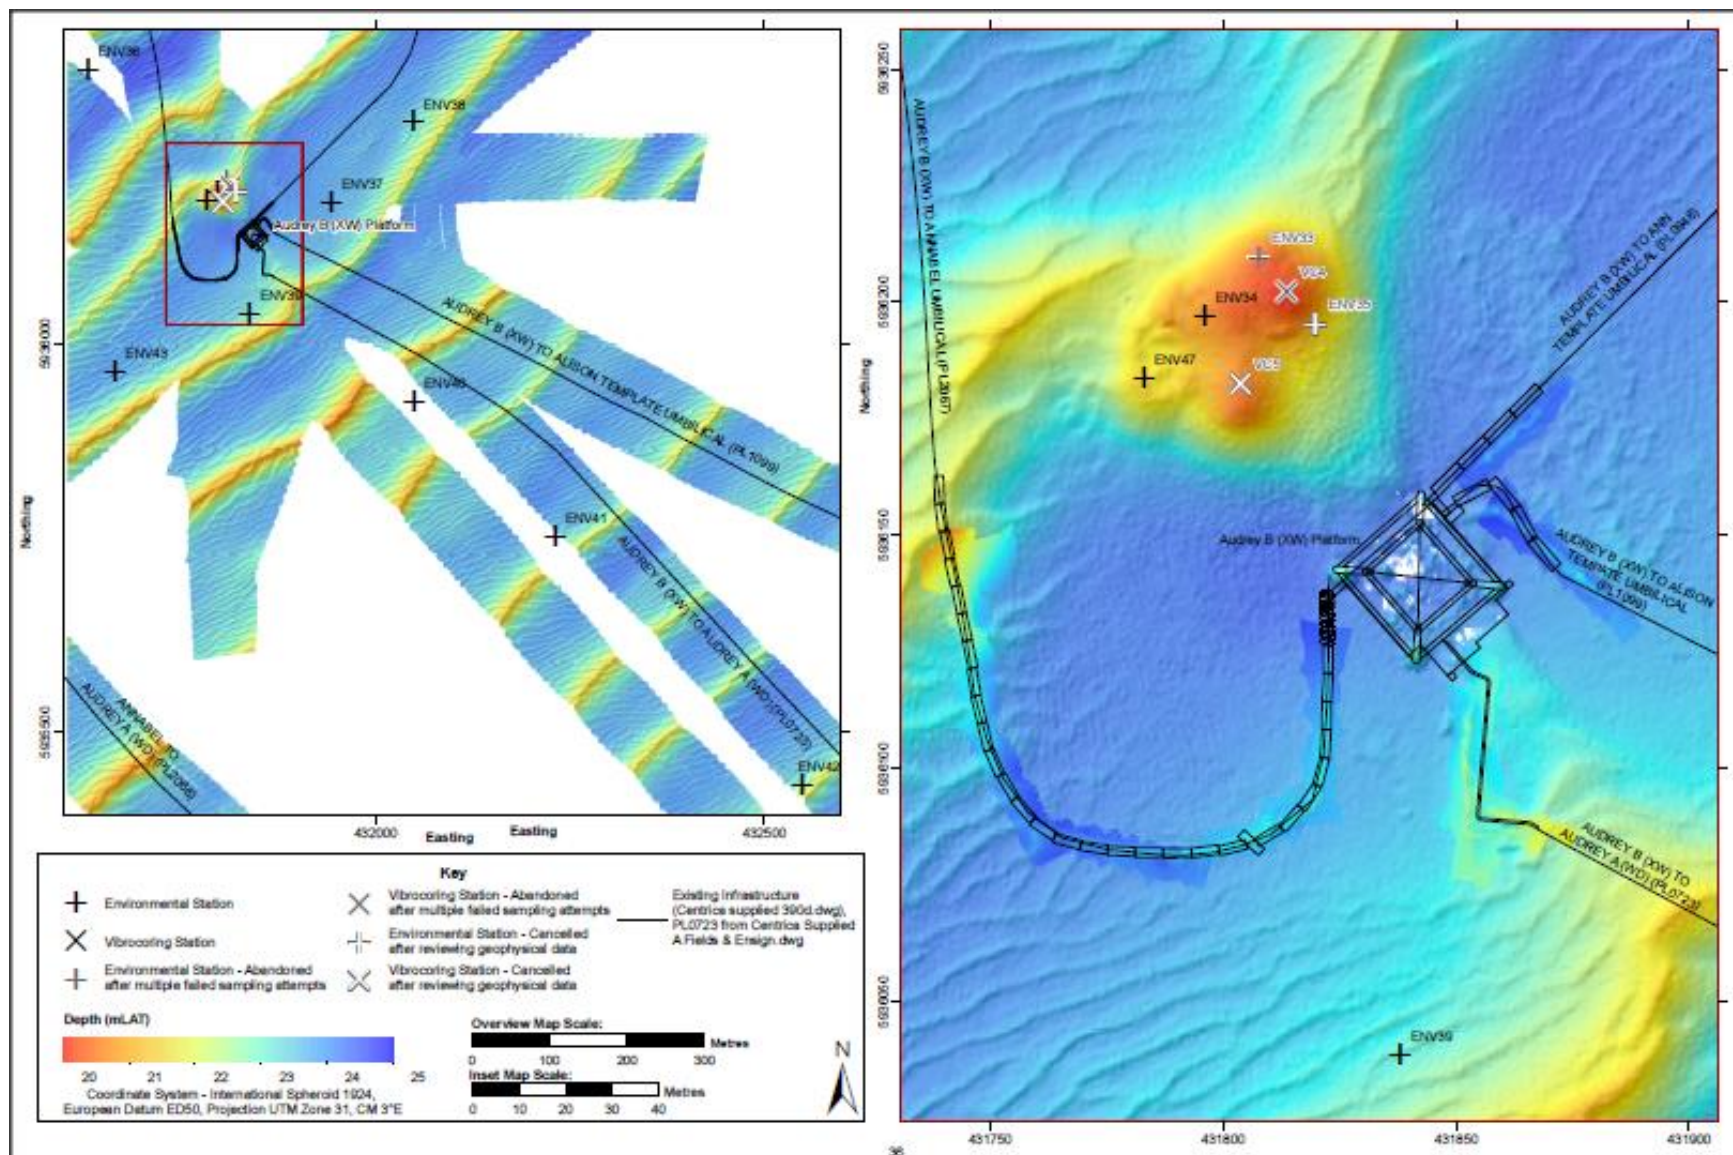 ENV36
ENV38
ENV37
Audrey B (XW) Platform
ENV39
ENV43
ENV40
ENV41
ENV42
AUDREY B (XW) TO ALISON TEMPLATE UMBILICAL (PL1099)
AUDREY B (XW) TO AUDREY A (WD) (PL0723)
ANNABEL TO
AUDREY A (WD) (PL2066)
Northing
5936000
5935500
432000
432500
Easting
Easting
Key
Environmental Station
Vibrocoring Station
Environmental Station - Abandoned
after multiple failed sampling attempts
Vibrocoring Station - Abandoned
after multiple failed sampling attempts
Environmental Station - Cancelled
after reviewing geophysical data
Vibrocoring Station - Cancelled
after reviewing geophysical data
Existing Infrastructure
(Centrica supplied 390d.dwg),
PL0723 from Centrica Supplied
A Fields & Ensign.dwg
Depth (mLAT)
20 21 22 23 24 25
Coordinate System - International Spheroid 1924,
European Datum ED50, Projection UTM Zone 31, CM 3°E
Overview Map Scale:
Metres
0 100 200 300
Inset Map Scale:
Metres
0 10 20 30 40
N
Northing
5936250
5936200
5936150
5936100
5936050
431750
431800
431850
431900
AUDREY B (XW) TO ANNABEL UMBILICAL (PL2067)
ENV33
VC4
ENV34
ENV35
ENV47
VC5
AUDREY B (XW) TO ANN
TEMPLATE UMBILICAL (PL0948)
Audrey B (XW) Platform
AUDREY B (XW) TO ALISON
TEMPATE UMBILICAL
(PL1099)
AUDREY B (XW) TO
AUDREY A (WD) (PL0723)
ENV39